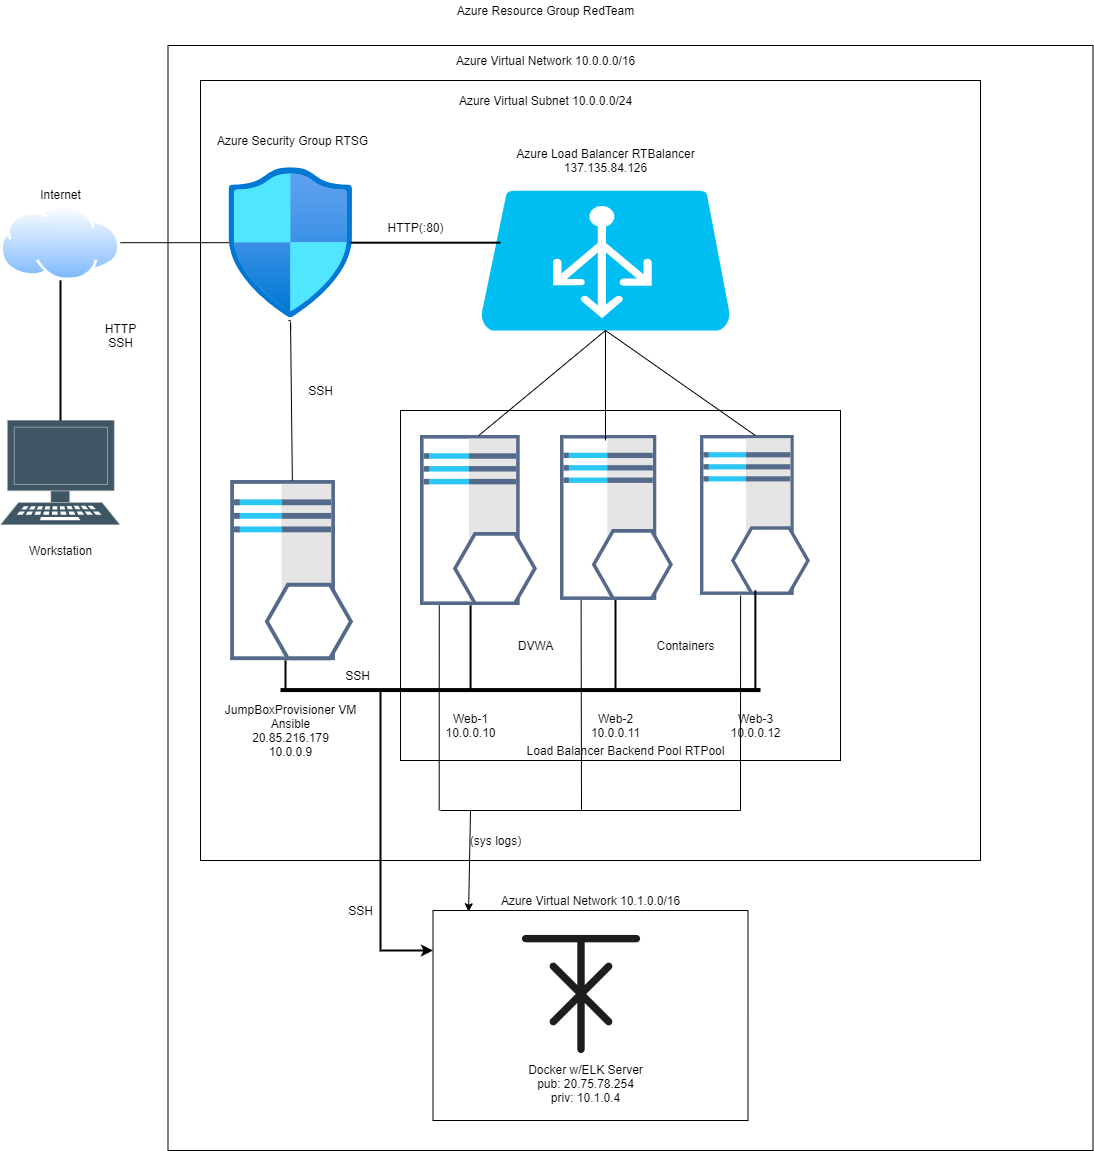 Azure Resource Group RedTeam
Azure Virtual Network 10.0.0.0/16
Azure Virtual Subnet 10.0.0.0/24
Azure Security Group RTSG
Azure Load Balancer RTBalancer
137.135.84.126
Internet
HTTP(:80)
HTTP
SSH
SSH
Workstation
DVWA
Containers
SSH
JumpBoxProvisioner VM
Ansible
20.85.216.179
10.0.0.9
Web-1
10.0.0.10
Web-2
10.0.0.11
Web-3
10.0.0.12
Load Balancer Backend Pool RTPool
(sys logs)
Azure Virtual Network 10.1.0.0/16
SSH
Docker w/ELK Server
pub: 20.75.78.254
priv: 10.1.0.4